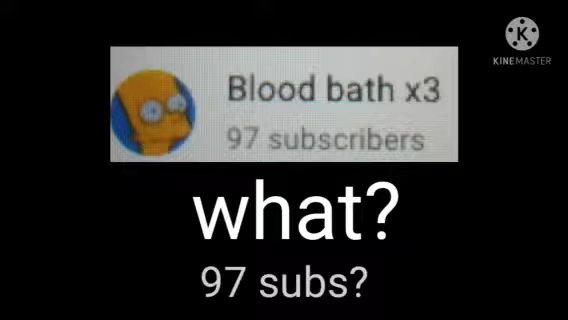 K
KINEMASTER
Blood bath x3
97 subscribers
what?
97 subs?